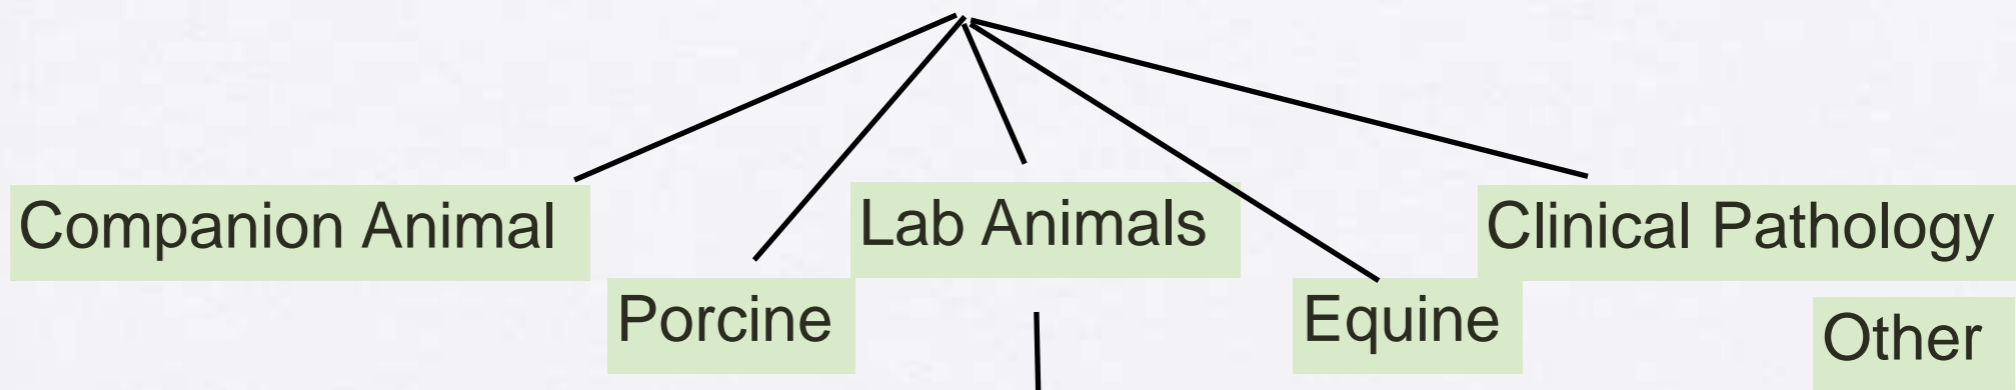 Companion Animal
Lab Animals
Clinical Pathology
Porcine
Equine
Other